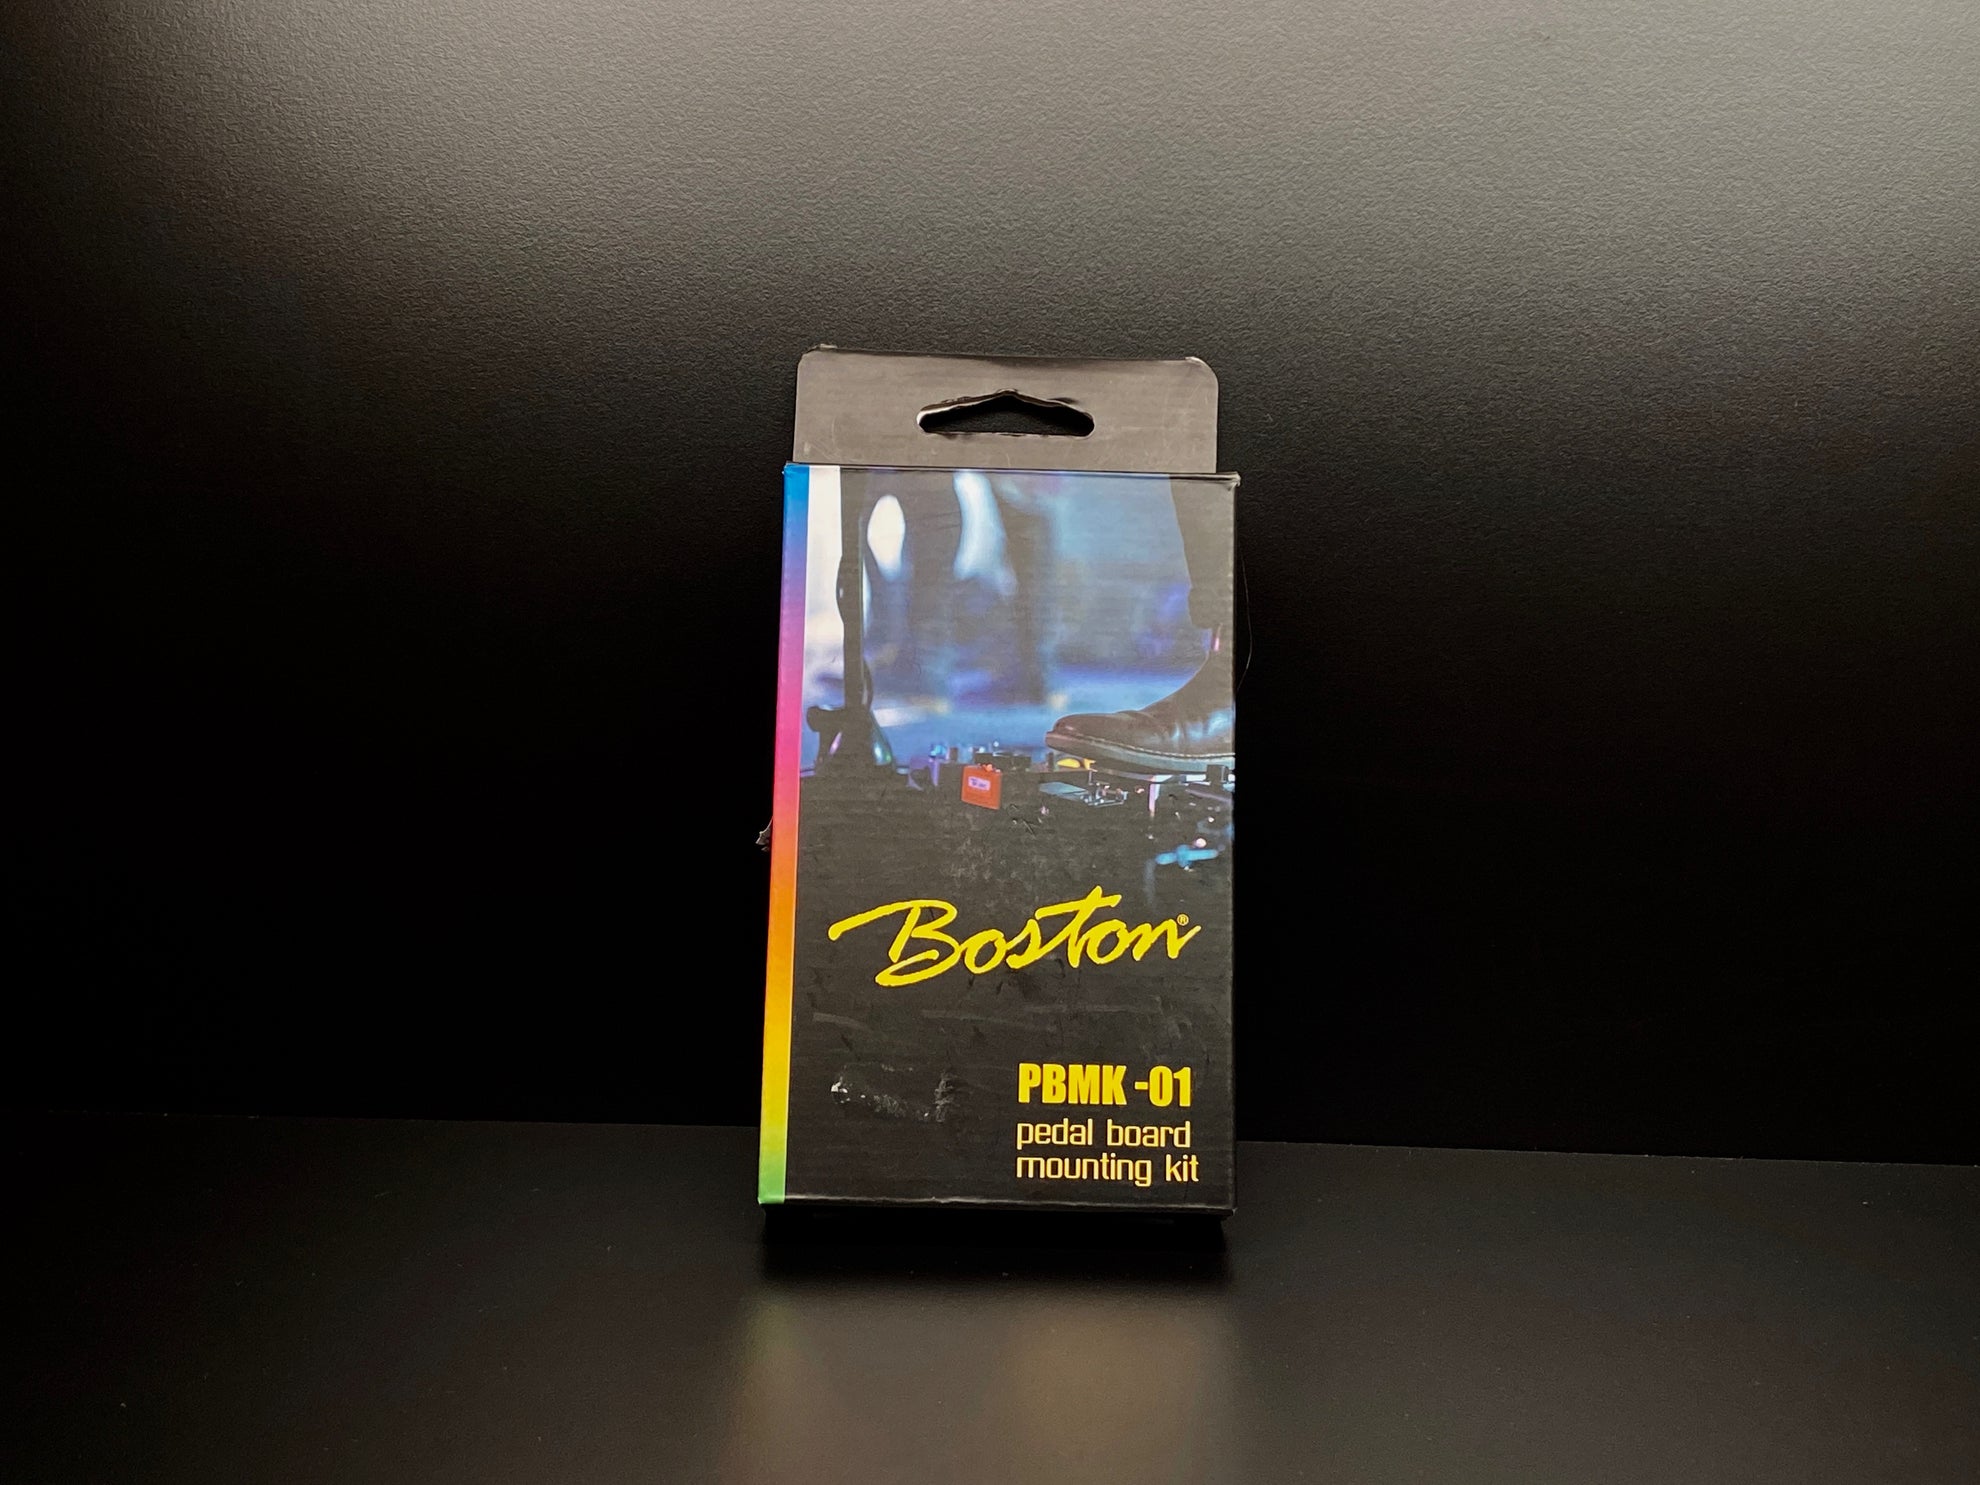 Boston®
PBMK -01
pedal board
mounting kit